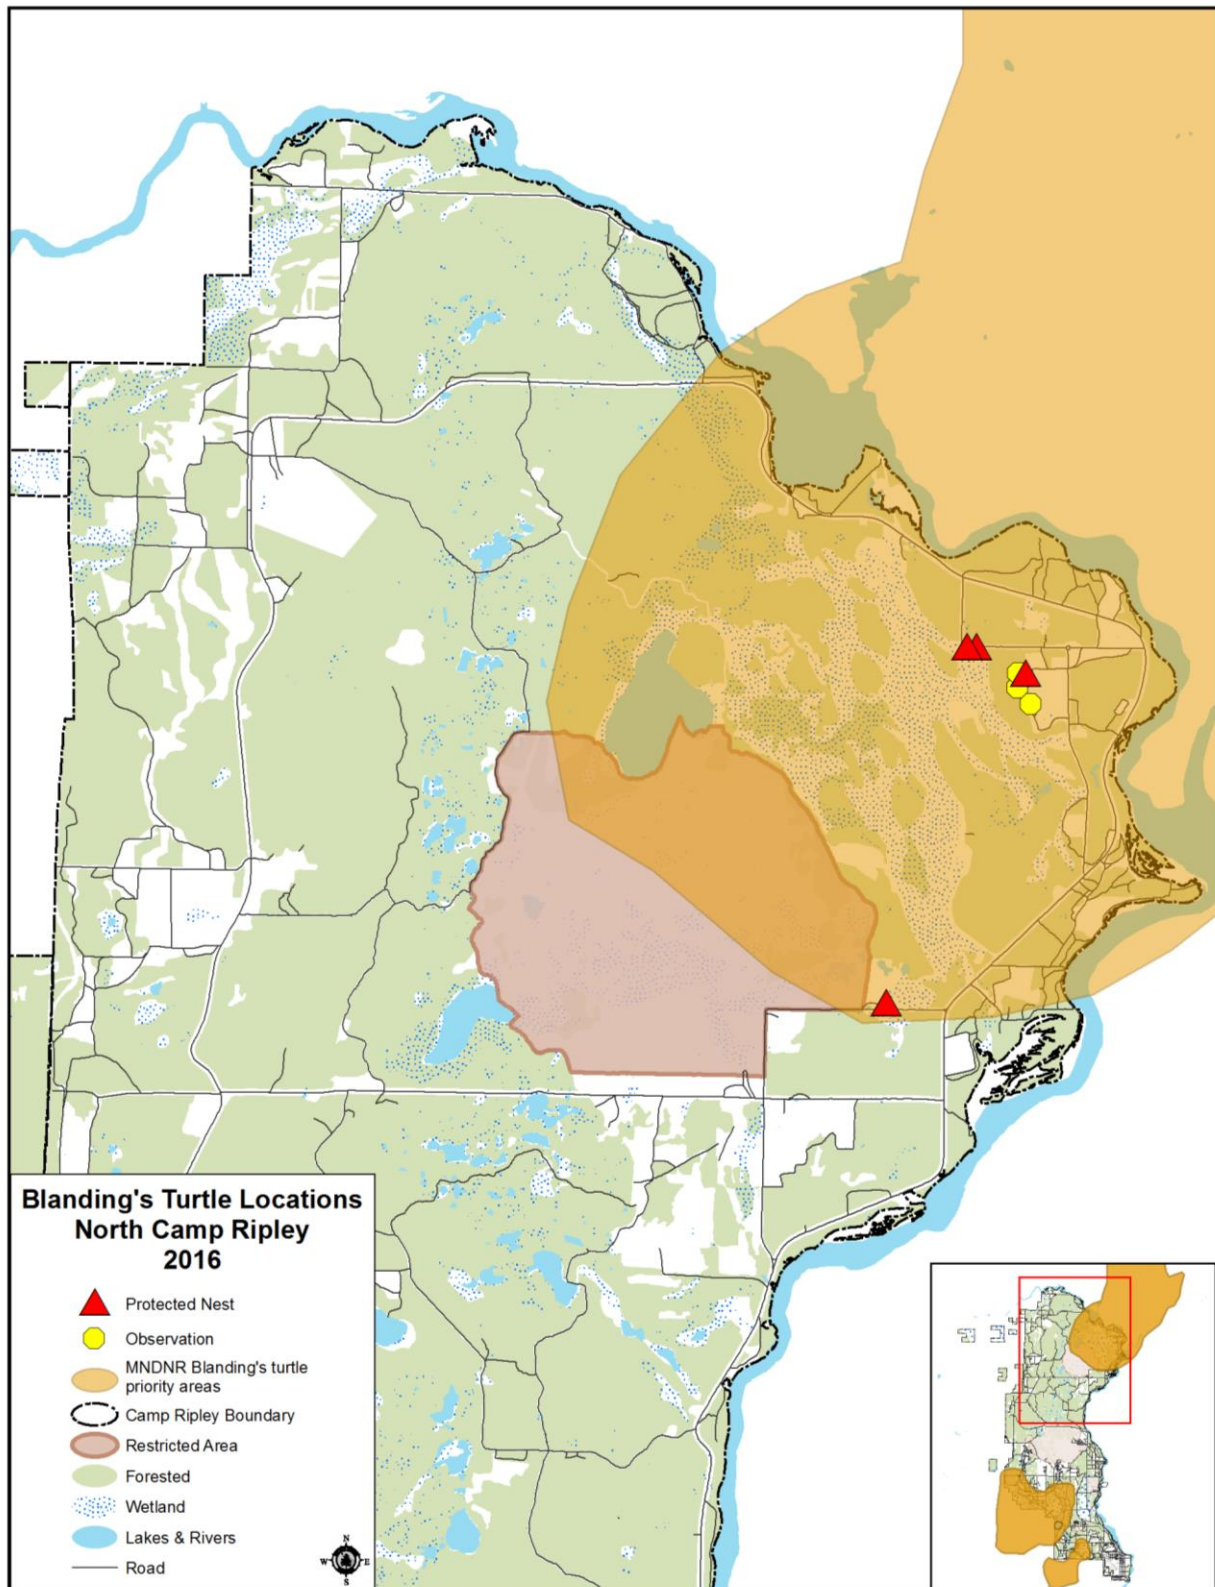 Blanding's Turtle Locations
North Camp Ripley
2016
Protected Nest
Observation
MNDNR Blanding's turtle
priority areas
Camp Ripley Boundary
Restricted Area
Forested
Wetland
Lakes & Rivers
Road
N
W E
S